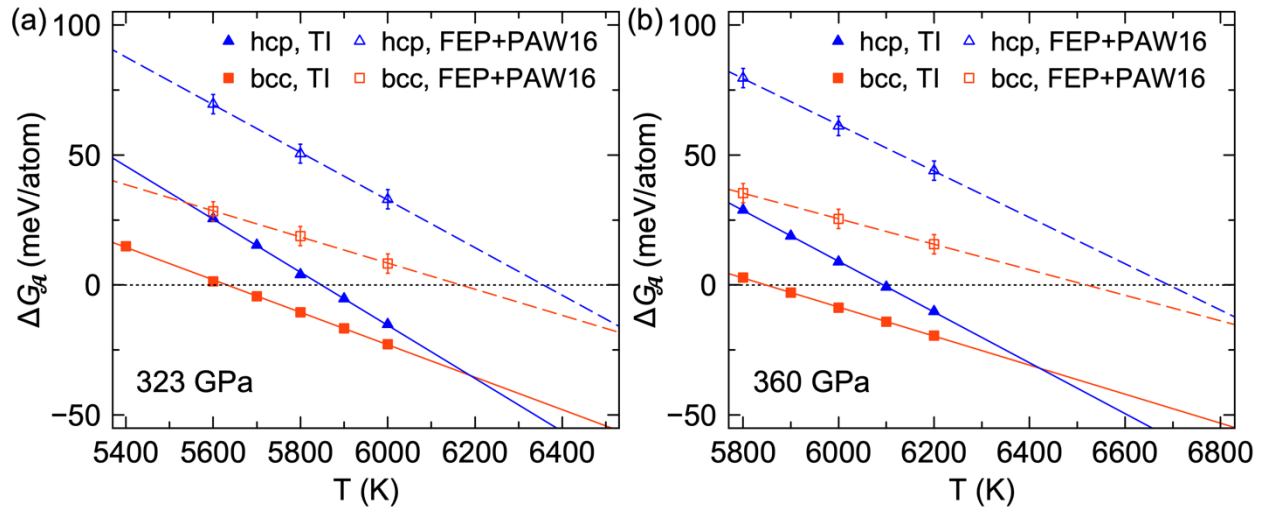 (a)
hcp, TI hcp, FEP+PAW16
bcc, TI bcc, FEP+PAW16
100
50
0
−50
ΔG𝒜 (meV/atom)
323 GPa
5400 5600 5800 6000 6200 6400
T (K)
(b)
hcp, TI hcp, FEP+PAW16
bcc, TI bcc, FEP+PAW16
100
50
0
−50
ΔG𝒜 (meV/atom)
360 GPa
5800 6000 6200 6400 6600 6800
T (K)